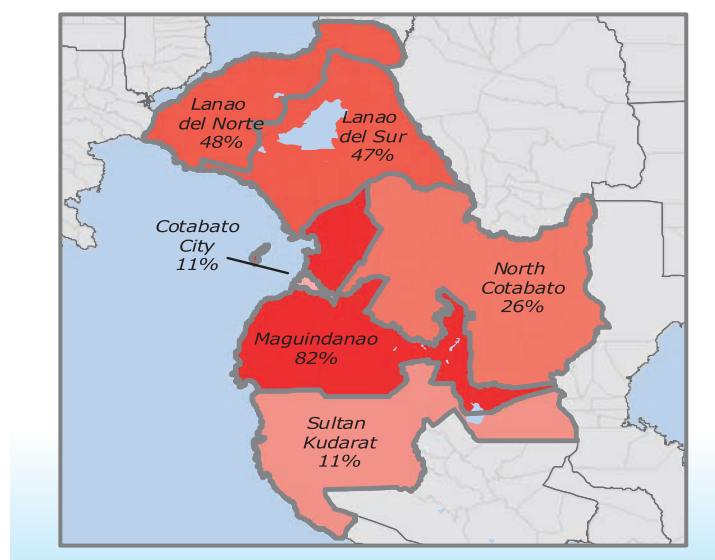 Lanao
del Norte
48%
Lanao
del Sur
47%
Cotabato
City
11%
North
Cotabato
26%
Maguindanao
82%
Sultan
Kudarat
11%